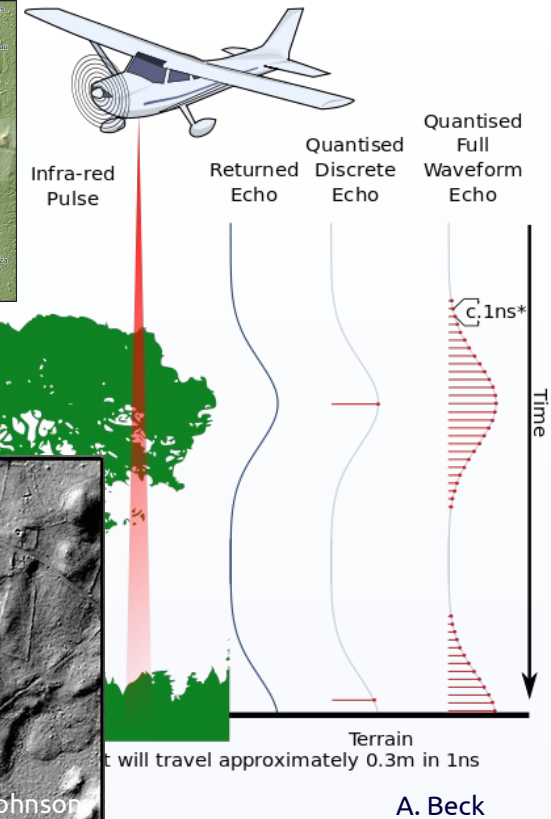 Infra-red
Pulse
Returned
Echo
Quantised
Discrete
Echo
Quantised
Full
Waveform
Echo
c.1ns*
Time
Terrain
t will travel approximately 0.3m in 1ns
ohnson
A. Beck